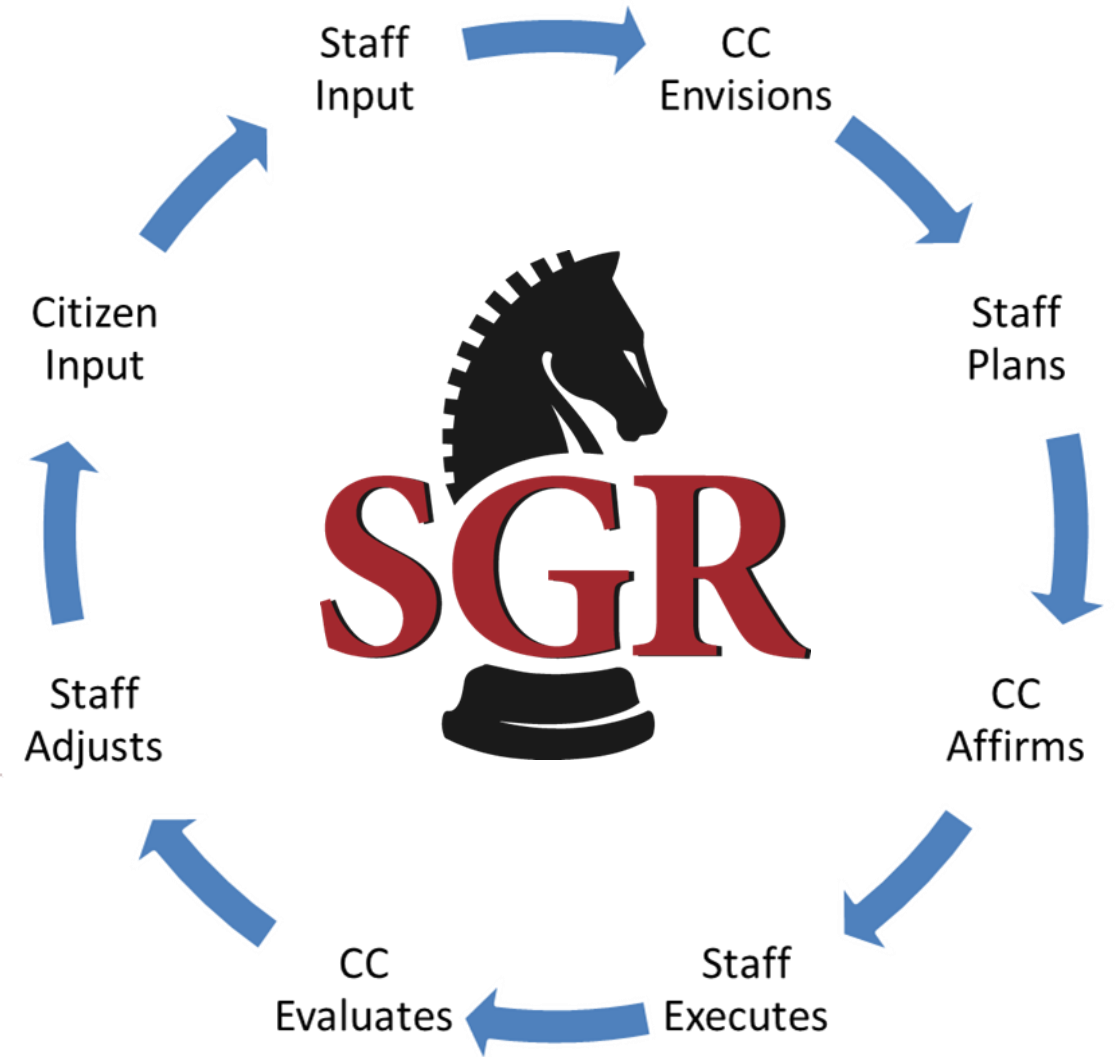 Staff
Input
CC
Envisions
Staff
Plans
CC
Affirms
Staff
Executes
CC
Evaluates
Staff
Adjusts
Citizen
Input
SGR